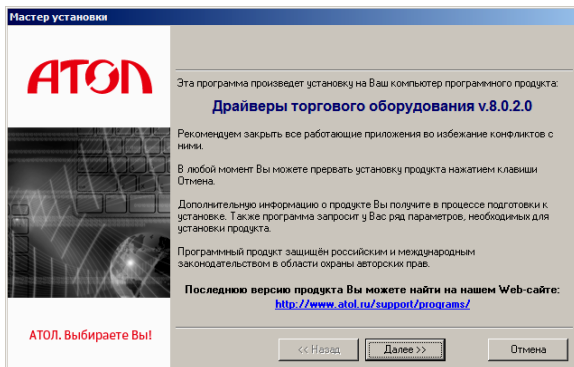 Мастер установки
АТОЛ
Эта программа произведет установку на Ваш компьютер программного продукта:
Драйверы торгового оборудования v.8.0.2.0
Рекомендуем закрыть все работающие приложения во избежание конфликтов с
ними.
В любой момент Вы можете прервать установку продукта нажатием клавиши
Отмена.
Дополнительную информацию о продукте Вы получите в процессе подготовки к
установке. Также программа запросит у Вас ряд параметров, необходимых для
установки продукта.
Программный продукт защищён российским и международным
законодательством в области охраны авторских прав.
Последнюю версию продукта Вы можете найти на нашем Web-сайте:
http://www.atol.ru/support/programs/
АТОЛ. Выбираете Вы!
<< Назад
Далее >>
Отмена